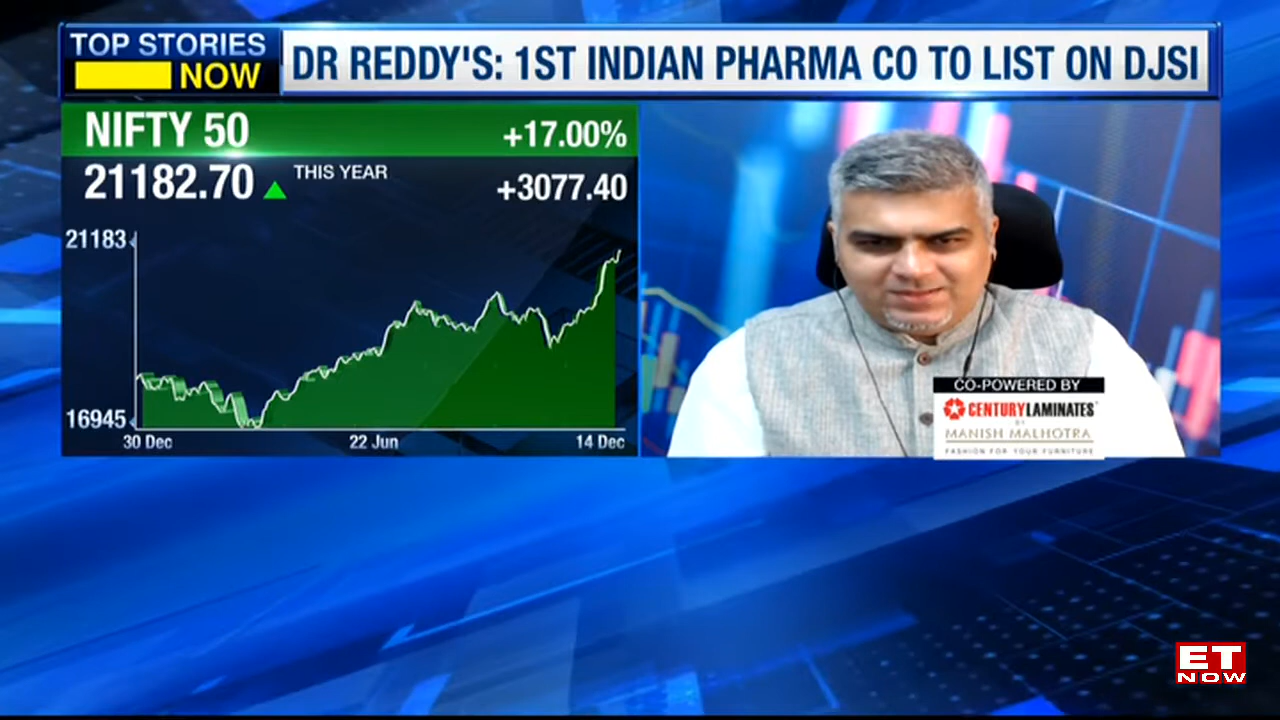 TOP STORIES
NOW
DR REDDY'S: 1ST INDIAN PHARMA CO TO LIST ON DJSI
NIFTY 50
+17.00%
21182.70
THIS YEAR
+3077.40
21183
16945
30 Dec
22 Jun
14 Dec
CO-POWERED BY
CENTURYLAMINATES
BY
MANISH MALHOTRA
FASHION FOR YOUR FURNITURE
ET
NOW